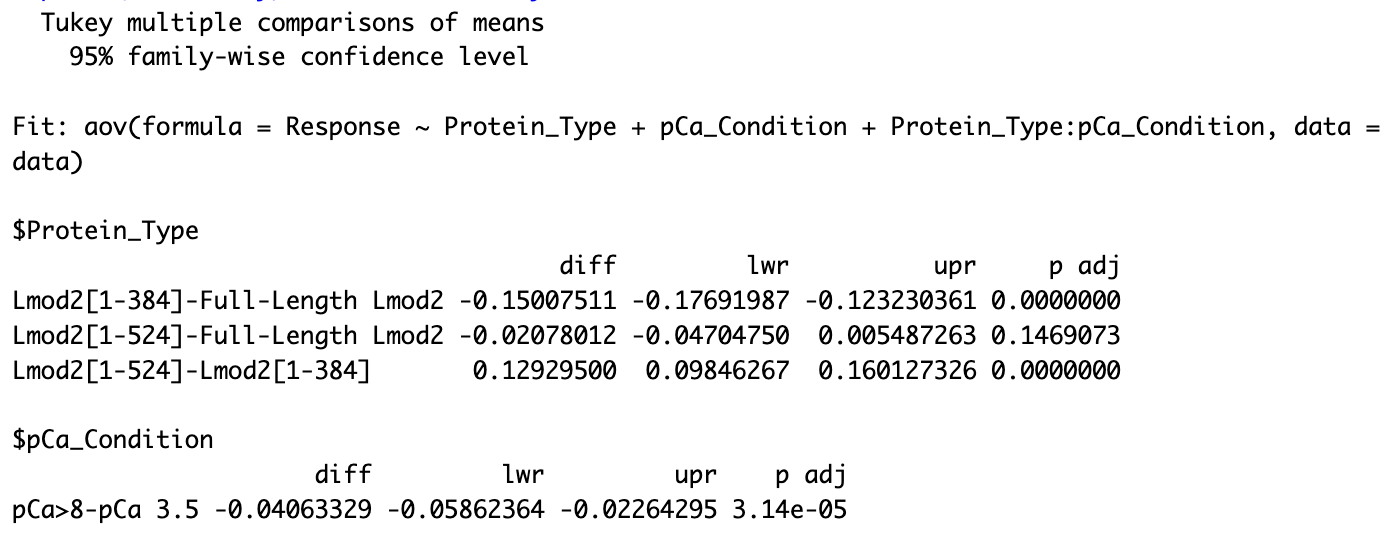 Tukey multiple comparisons of means
95% family-wise confidence level
Fit: aov(formula = Response ~ Protein_Type + pCa_Condition + Protein_Type:pCa_Condition, data =
data)
$Protein_Type
diff lwr upr p adj
Lmod2[1-384]-Full-Length Lmod2 -0.15007511 -0.17691987 -0.123230361 0.0000000
Lmod2[1-524]-Full-Length Lmod2 -0.02078012 -0.04704750 0.005487263 0.1469073
Lmod2[1-524]-Lmod2[1-384] 0.12929500 0.09846267 0.160127326 0.0000000
$pCa_Condition
diff lwr upr p adj
pCa>8-pCa 3.5 -0.04063329 -0.05862364 -0.02264295 3.14e-05